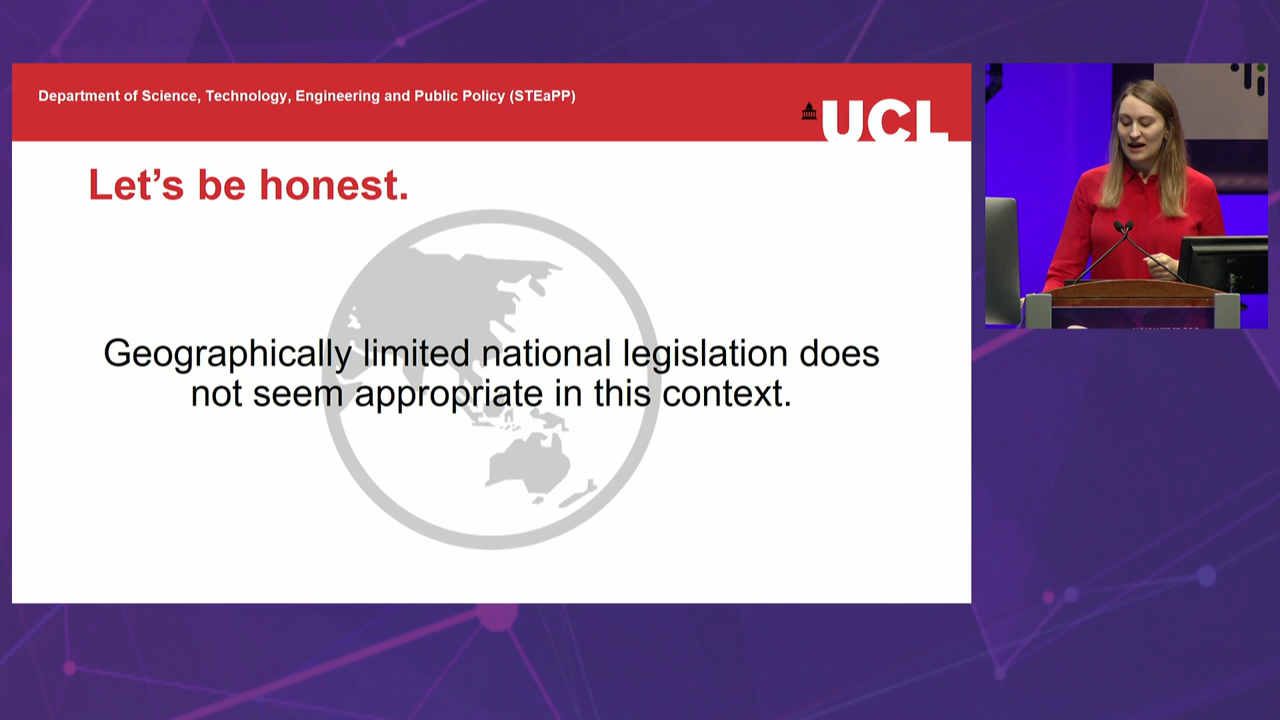 Department of Science, Technology, Engineering and Public Policy (STEaPP)
UCL
Let's be honest.
Geographically limited national legislation does
not seem appropriate in this context.